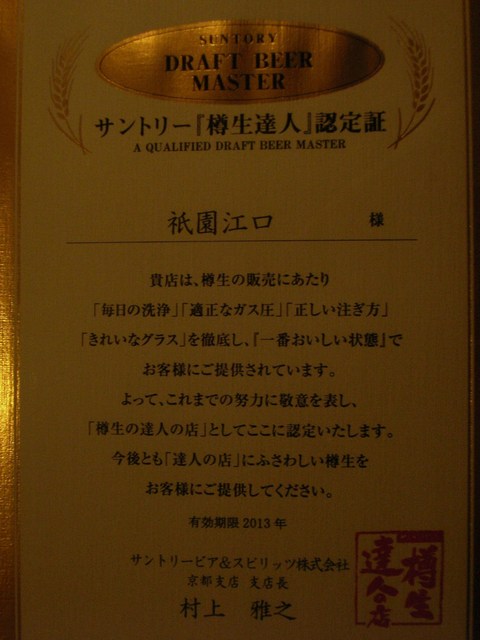 SUNTORY
DRAFT BEER
MASTER
サントリー『樽生達人』認定証
A QUALIFIED DRAFT BEER MASTER
祇園江口 様
貴店は、樽生の販売にあたり
「毎日の洗浄」「適正なガス圧」「正しい注ぎ方」
「きれいなグラス」を徹底し、『一番おいしい状態』で
お客様にご提供されています。
よって、これまでの努力に敬意を表し、
「樽生の達人の店」としてここに認定いたします。
今後とも「達人の店」にふさわしい樽生を
お客様にご提供してください。
有効期限 2013 年
サントリービア&スピリッツ株式会社
京都支店 支店長
村上 雅之
樽生
達人の店